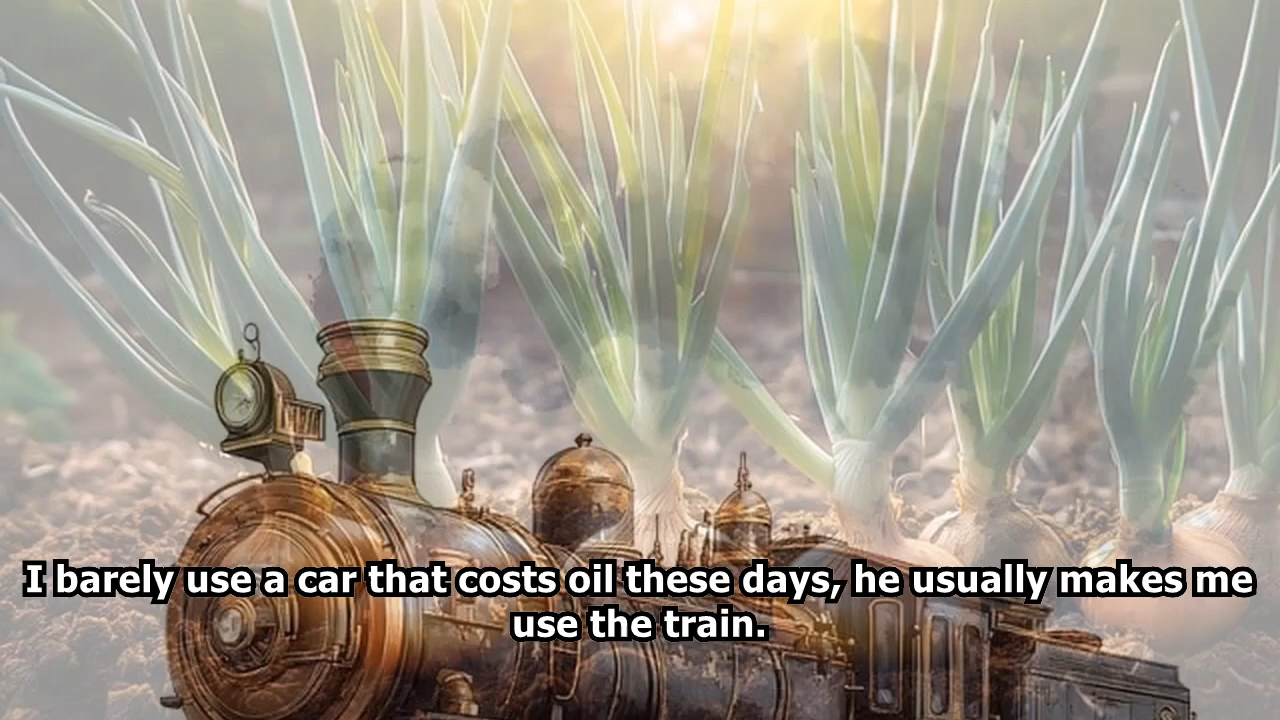 I barely use a car that costs oil these days, he usually makes me
use the train.